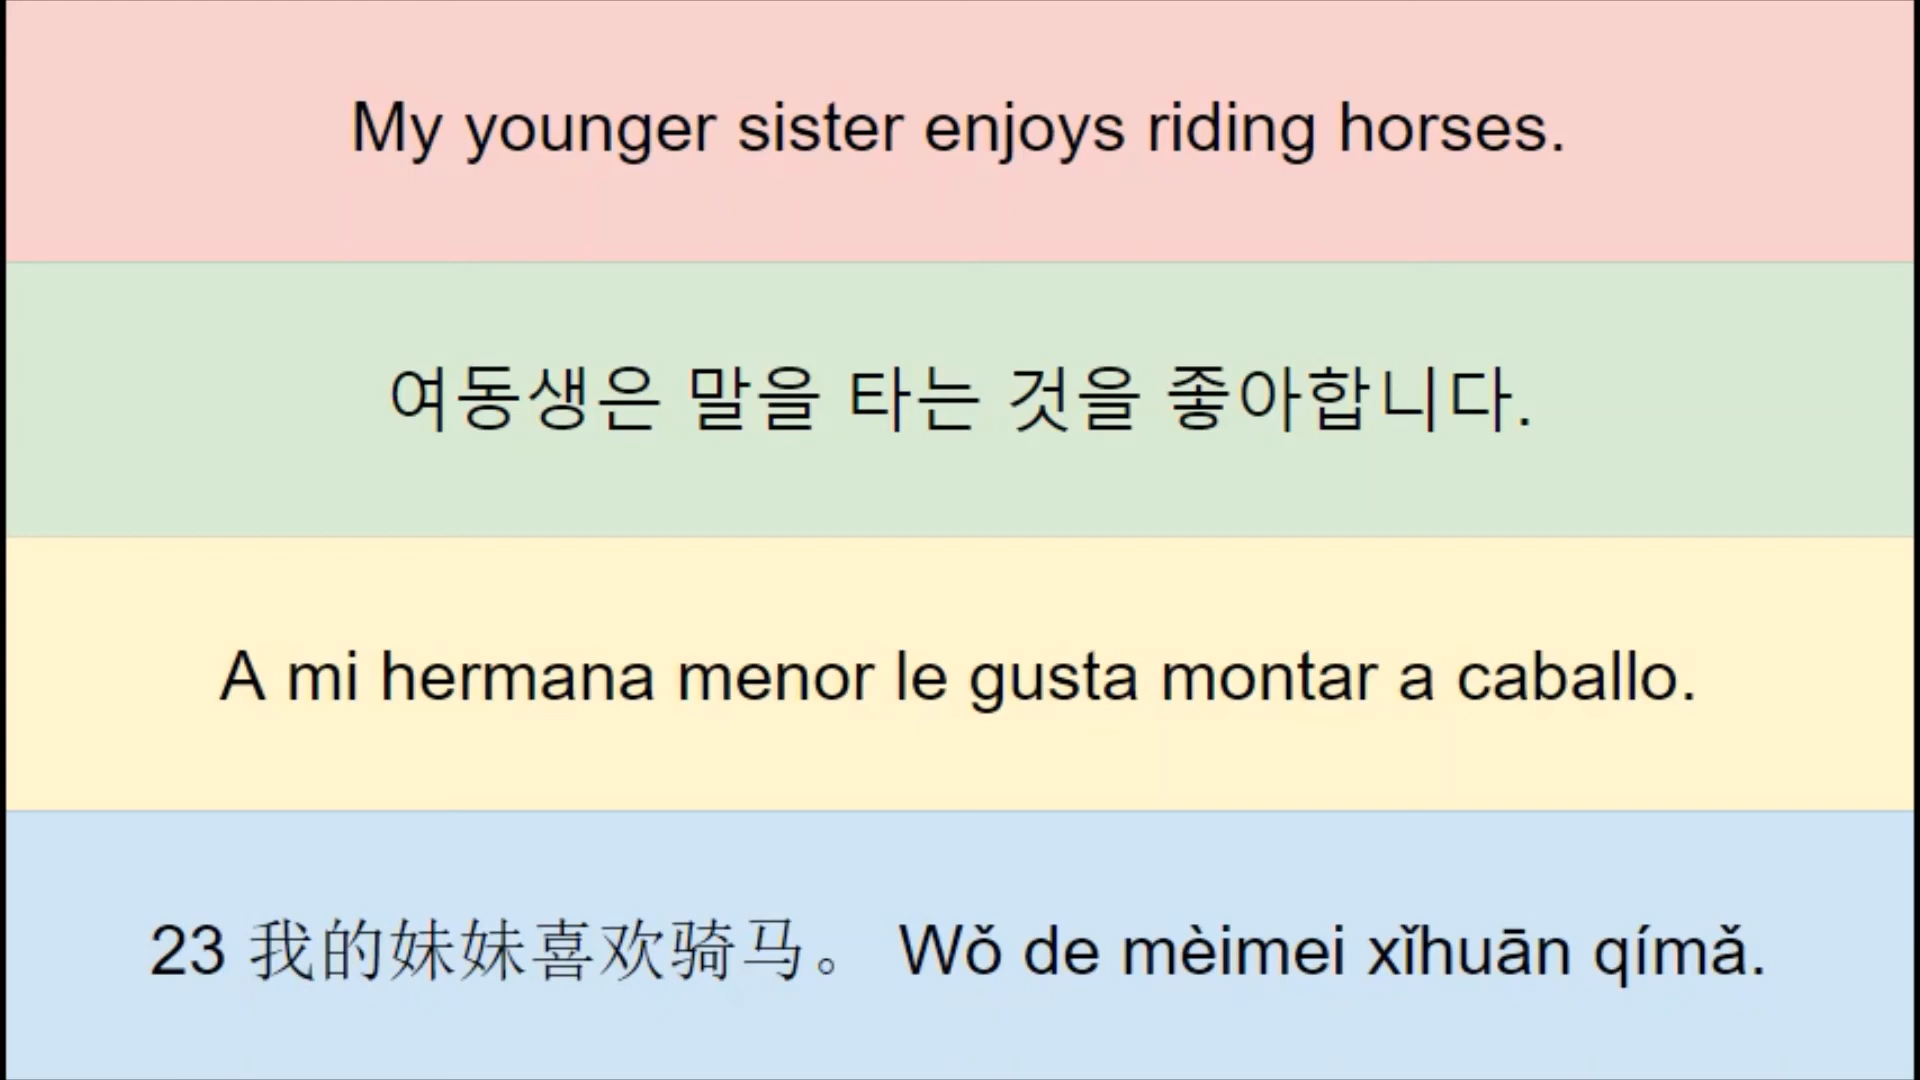 My younger sister enjoys riding horses.
여동생은 말을 타는 것을 좋아합니다.
A mi hermana menor le gusta montar a caballo.
23 我的妹妹喜欢骑马。 Wǒ de mèimei xǐhuān qímǎ.